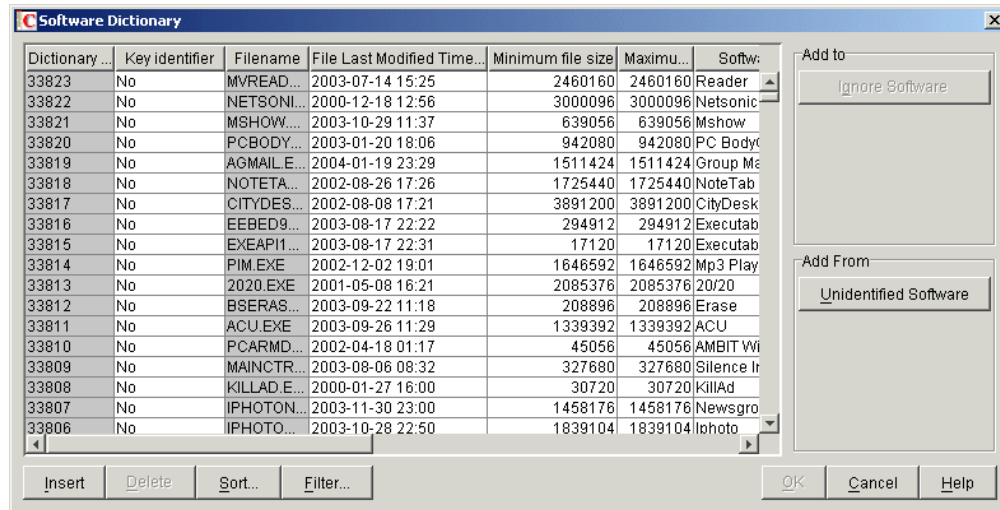 Software Dictionary
Dictionary ... Key identifier Filename File Last Modified Time... Minimum file size Maximu... Softwa
33823 No MVREAD... 2003-07-14 15:25 2460160 2460160 Reader
33822 No NETSONI... 2000-12-18 12:56 3000096 3000096 Netsonic
33821 No MSHOW.... 2003-10-29 11:37 639056 639056 Mshow
33820 No PCBODY... 2003-01-20 18:06 942080 942080 PC Body
33819 No AGMAIL.E... 2004-01-19 23:29 1511424 1511424 Group Ma
33818 No NOTETA... 2002-08-26 17:26 1725440 1725440 NoteTab
33817 No CITYDES... 2002-08-08 17:21 3891200 3891200 CityDesk
33816 No EEBED9... 2003-08-17 22:22 294912 294912 Executab
33815 No EXEAPI1... 2003-08-17 22:31 17120 17120 Executab
33814 No PIM.EXE 2002-12-02 19:01 1646592 1646592 Mp3 Play
33813 No 2020.EXE 2001-05-08 16:21 2085376 2085376 20/20
33812 No BSERAS... 2003-09-22 11:18 208896 208896 Erase
33811 No ACU.EXE 2003-09-26 11:29 1339392 1339392 ACU
33810 No PCARMD... 2002-04-18 01:17 45056 45056 AMBIT Wi
33809 No MAINCTR... 2003-08-06 08:32 327680 327680 Silence In
33808 No KILLAD.E... 2000-01-27 16:00 30720 30720 KillAd
33807 No IPHOTON... 2003-11-30 23:00 1458176 1458176 Newsgro
33806 No IPHOTO... 2003-10-28 22:50 1839104 1839104 Iphoto
Add to
Ignore Software
Add From
Unidentified Software
Insert Delete Sort... Filter... OK Cancel Help